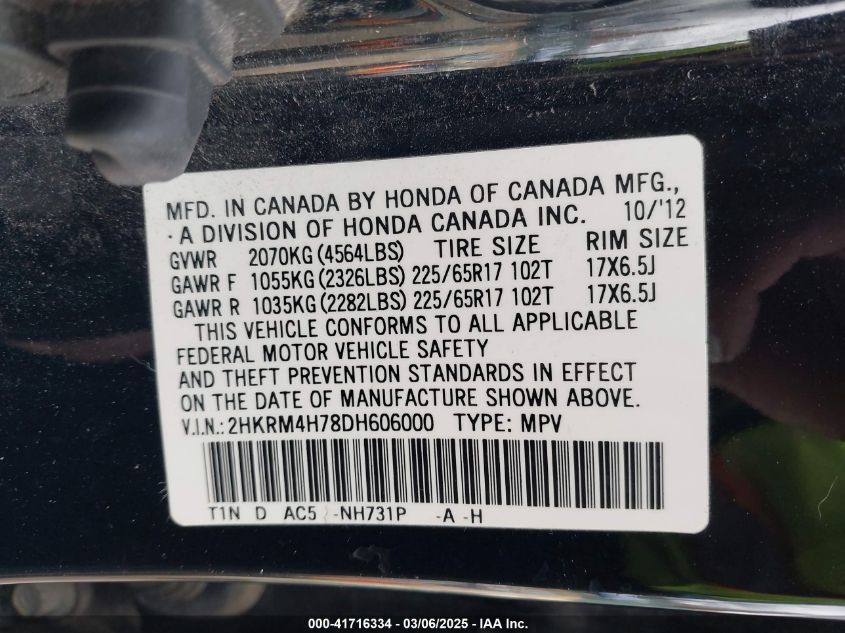 MFD. IN CANADA BY HONDA OF CANADA MFG.,
·A DIVISION OF HONDA CANADA INC. 10/'12
GVWR 2070KG (4564LBS) TIRE SIZE RIM SIZE
GAWR F 1055KG (2326LBS) 225/65R17 102T 17X6.5J
GAWR R 1035KG (2282LBS) 225/65R17 102T 17X6.5J
THIS VEHICLE CONFORMS TO ALL APPLICABLE
FEDERAL MOTOR VEHICLE SAFETY
AND THEFT PREVENTION STANDARDS IN EFFECT
ON THE DATE OF MANUFACTURE SHOWN ABOVE.
V.I.N.: 2HKRM4H78DH606000 TYPE: MPV
T1N D AC5 -NH731P -A -H
000-41716334 - 03/06/2025 - IAA Inc.